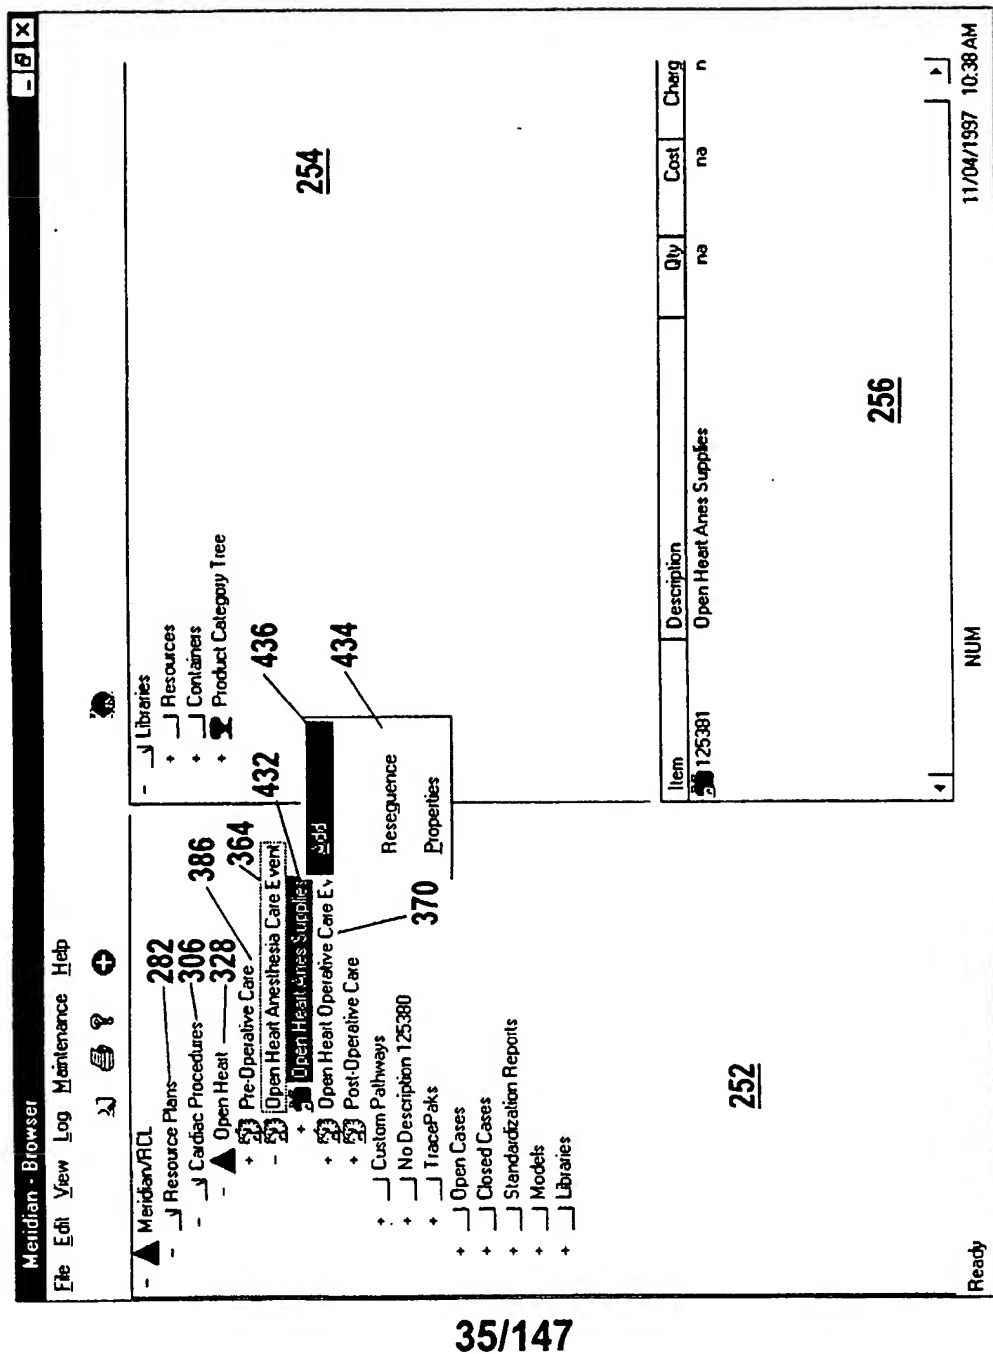 Meridian - Browser
File Edit View Log Maintenance Help
- Meridian/RCL
- Resource Plans 282
- Cardiac Procedures 306
- Open Heart 328
+ Pre-Operative Care 386
- Open Heart Anesthesia Care Event 364
+ Open Heart Anes Supplies 432
+ Open Heart Operative Care Ev 370
+ Post-Operative Care
+ Custom Pathways
+ No Description 125380
+ TracePaks
+ Open Cases
+ Closed Cases
+ Standardization Reports
+ Models
+ Libraries
252
Add 436
434
Reseguence
Properties
- Libraries
+ Resources
+ Containers
+ Product Category Tree
254
Item Description Qty Cost Charg
125381 Open Heart Anes Supplies na na n
256
Ready NUM 11/04/1997 10:38 AM
35/147